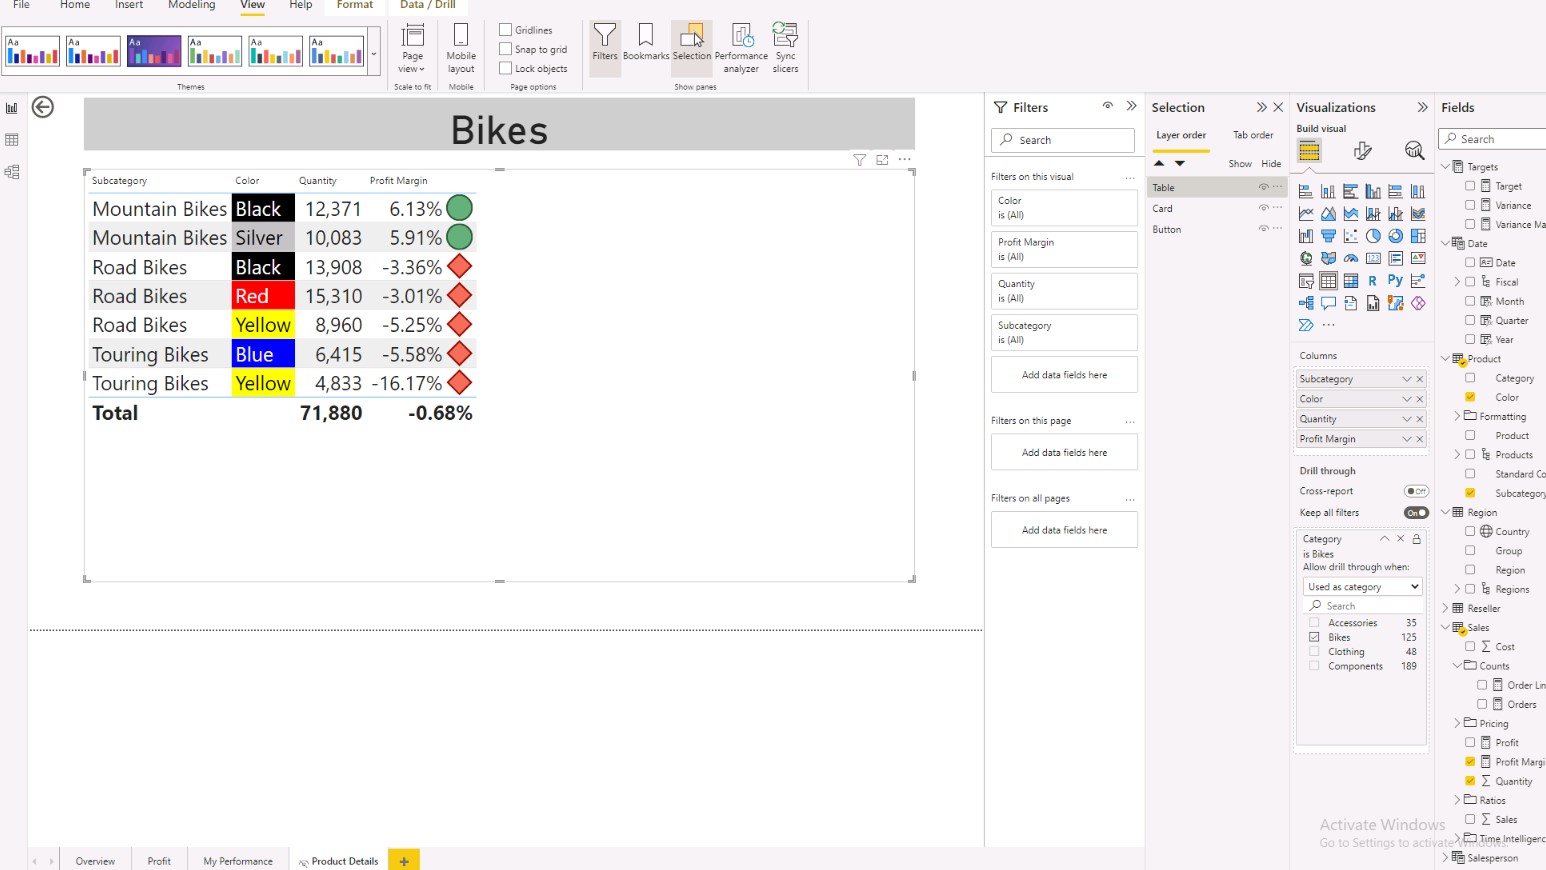 File Home Insert Modeling View Help Format Data / Drill
Aa Aa Aa Aa Aa Aa
Page view
Mobile layout
Gridlines
Snap to grid
Lock objects
Filters Bookmarks Selection Performance analyzer Sync slicers
Themes Scale to fit Mobile Page options Show panes
Bikes
Subcategory Color Quantity Profit Margin
Mountain Bikes Black 12,371 6.13%
Mountain Bikes Silver 10,083 5.91%
Road Bikes Black 13,908 -3.36%
Road Bikes Red 15,310 -3.01%
Road Bikes Yellow 8,960 -5.25%
Touring Bikes Blue 6,415 -5.58%
Touring Bikes Yellow 4,833 -16.17%
Total 71,880 -0.68%
Filters
Search
Filters on this visual ...
Color
is (All)
Profit Margin
is (All)
Quantity
is (All)
Subcategory
is (All)
Add data fields here
Filters on this page ...
Add data fields here
Filters on all pages ...
Add data fields here
Selection
Layer order Tab order
Show Hide
Table
Card
Button
Visualizations
Build visual
R Py
Columns
Subcategory
Color
Quantity
Profit Margin
Drill through
Cross-report Off
Keep all filters On
Category
is Bikes
Allow drill through when:
Used as category
Search
Accessories 35
Bikes 125
Clothing 48
Components 189
Fields
Search
Targets
Target
Variance
Variance Ma
Date
Date
Fiscal
Month
Quarter
Year
Product
Category
Color
Formatting
Product
Products
Standard Co
Subcategory
Region
Country
Group
Region
Regions
Reseller
Sales
Cost
Counts
Order Lin
Orders
Pricing
Profit
Profit Margi
Quantity
Ratios
Sales
Time Intelligenc
Salesperson
Activate Windows
Go to Settings to activate Windows.
Overview Profit My Performance Product Details +